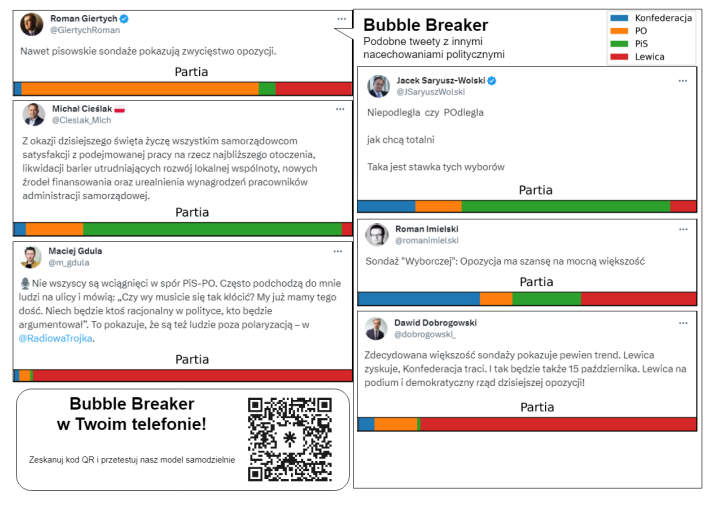 Roman Giertych
@GiertychRoman
Nawet pisowskie sondaże pokazują zwycięstwo opozycji.
Partia
Michał Cieślak
@Cieslak_Mich
Z okazji dzisiejszego święta życzę wszystkim samorządowcom
satysfakcji z podejmowanej pracy na rzecz najbliższego otoczenia,
likwidacji barier utrudniających rozwój lokalnej wspólnoty, nowych
źrodeł finansowania oraz urealnienia wynagrodzeń pracowników
administracji samorządowej.
Partia
Maciej Gdula
@m_gdula
Nie wszyscy są wciągnięci w spór PiS-PO. Często podchodzą do mnie
ludzi na ulicy i mówią: „Czy wy musicie się tak kłócić? My już mamy tego
dość. Niech będzie ktoś racjonalny w polityce, kto będzie
argumentował”. To pokazuje, że są też ludzie poza polaryzacją – w
@RadiowaTrojka.
Partia
Bubble Breaker
w Twoim telefonie!
Zeskanuj kod QR i przetestuj nasz model samodzielnie
Bubble Breaker
Podobne tweety z innymi
nacechowaniami politycznymi
Konfederacja
PO
PiS
Lewica
Jacek Saryusz-Wolski
@JSaryuszWolski
Niepodległa czy POdległa
jak chcą totalni
Taka jest stawka tych wyborów
Partia
Roman Imielski
@romanimielski
Sondaż "Wyborczej": Opozycja ma szansę na mocną większość
Partia
Dawid Dobrogowski
@dobrogowski_
Zdecydowana większość sondaży pokazuje pewien trend. Lewica
zyskuje, Konfederacja traci. I tak będzie także 15 października. Lewica na
podium i demokratyczny rząd dzisiejszej opozycji!
Partia